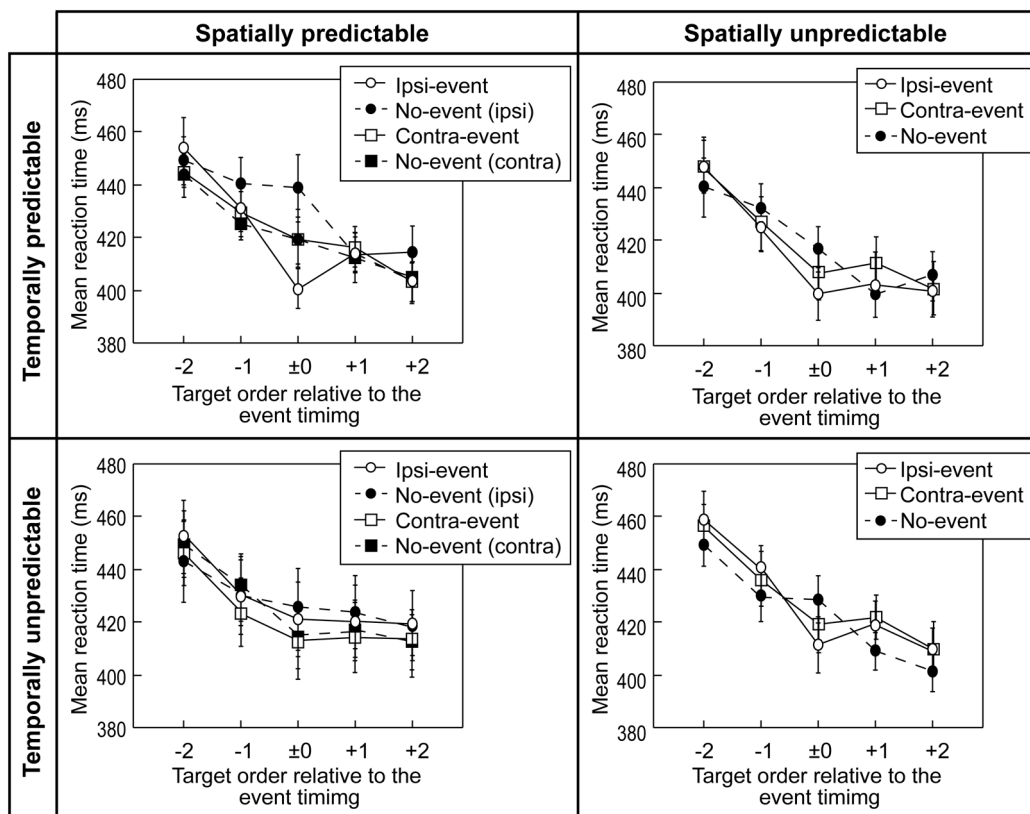 Spatially predictable
Spatially unpredictable
Temporally predictable
Mean reaction time (ms)
480
460
440
420
400
380
Ipsi-event
No-event (ipsi)
Contra-event
No-event (contra)
-2 -1 ±0 +1 +2
Target order relative to the
event timimg
Mean reaction time (ms)
480
460
440
420
400
380
Ipsi-event
Contra-event
No-event
-2 -1 ±0 +1 +2
Target order relative to the
event timimg
Temporally unpredictable
Mean reaction time (ms)
480
460
440
420
400
380
Ipsi-event
No-event (ipsi)
Contra-event
No-event (contra)
-2 -1 ±0 +1 +2
Target order relative to the
event timimg
Mean reaction time (ms)
480
460
440
420
400
380
Ipsi-event
Contra-event
No-event
-2 -1 ±0 +1 +2
Target order relative to the
event timimg